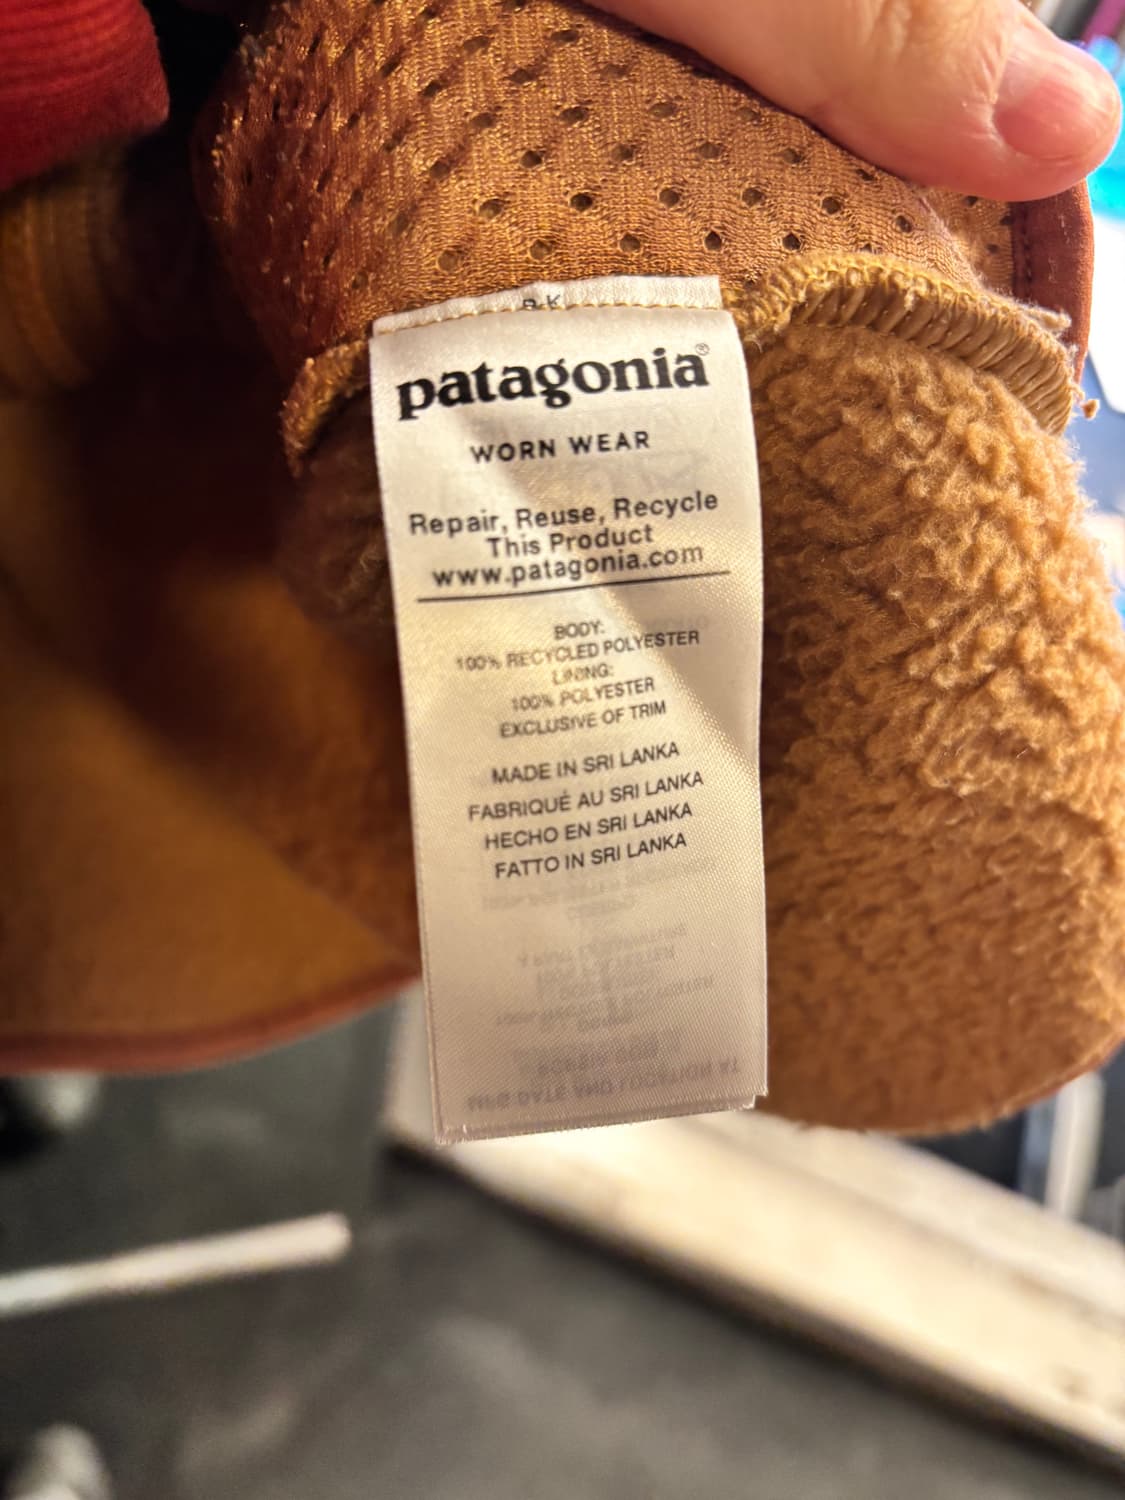 patagonia®
WORN WEAR
Repair, Reuse, Recycle
This Product
www.patagonia.com
BODY:
100% RECYCLED POLYESTER
LINING:
100% POLYESTER
EXCLUSIVE OF TRIM
MADE IN SRI LANKA
FABRIQUÉ AU SRI LANKA
HECHO EN SRI LANKA
FATTO IN SRI LANKA